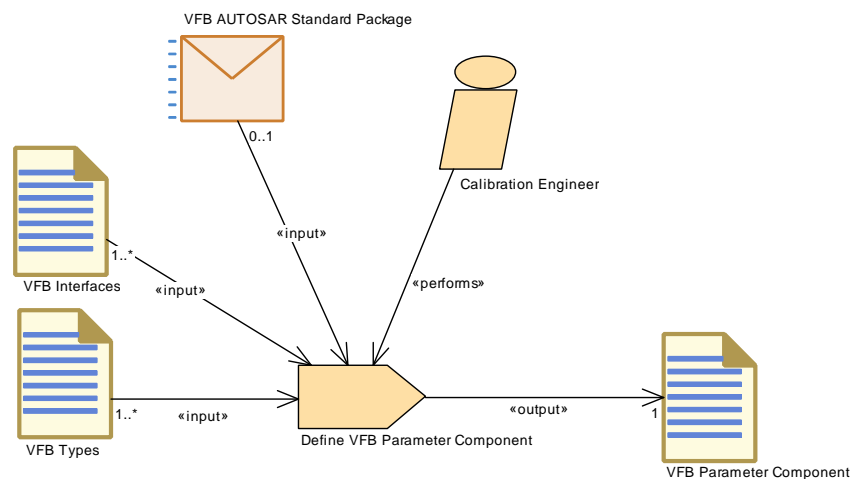 VFB AUTOSAR Standard Package
0..1
Calibration Engineer
«input»
1..*
VFB Interfaces
«input»
«performs»
1..*
«input»
VFB Types
Define VFB Parameter Component
«output»
1
VFB Parameter Component